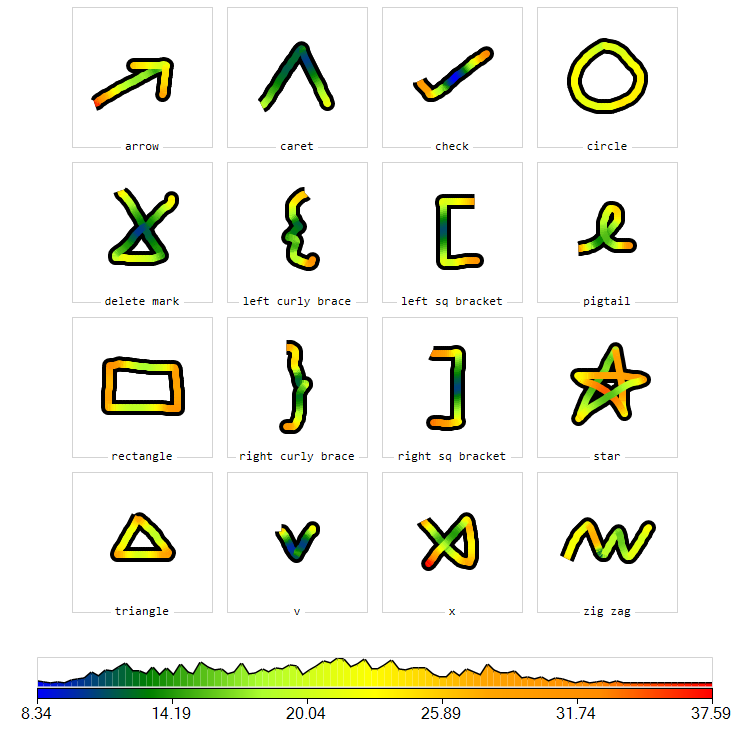 arrow caret check circle
delete mark left curly brace left sq bracket pigtail
rectangle right curly brace right sq bracket star
triangle v x zig zag
8.34 14.19 20.04 25.89 31.74 37.59